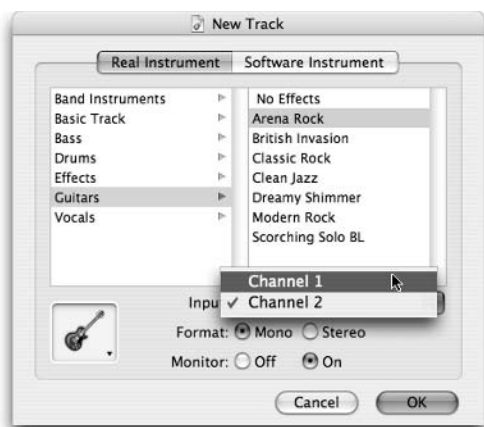 New Track
Real Instrument Software Instrument
Band Instruments
Basic Track
Bass
Drums
Effects
Guitars
Vocals
No Effects
Arena Rock
British Invasion
Classic Rock
Clean Jazz
Dreamy Shimmer
Modern Rock
Scorching Solo BL
Channel 1
Input
✓ Channel 2
Format: Mono Stereo
Monitor: Off On
Cancel OK